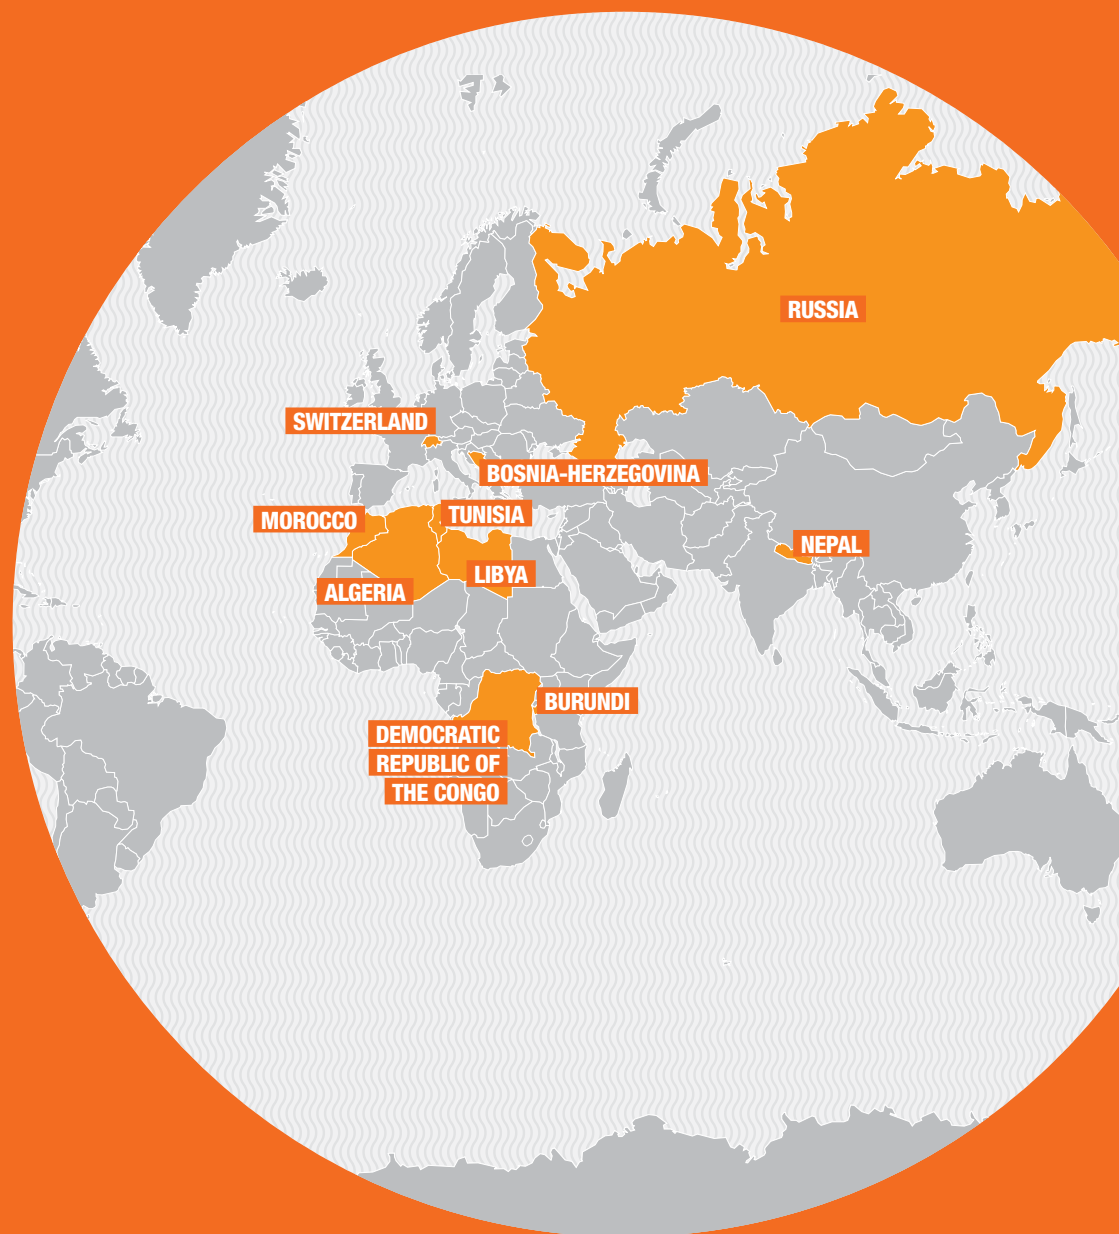 RUSSIA
SWITZERLAND
BOSNIA-HERZEGOVINA
MOROCCO
TUNISIA
NEPAL
LIBYA
ALGERIA
BURUNDI
DEMOCRATIC
REPUBLIC OF
THE CONGO